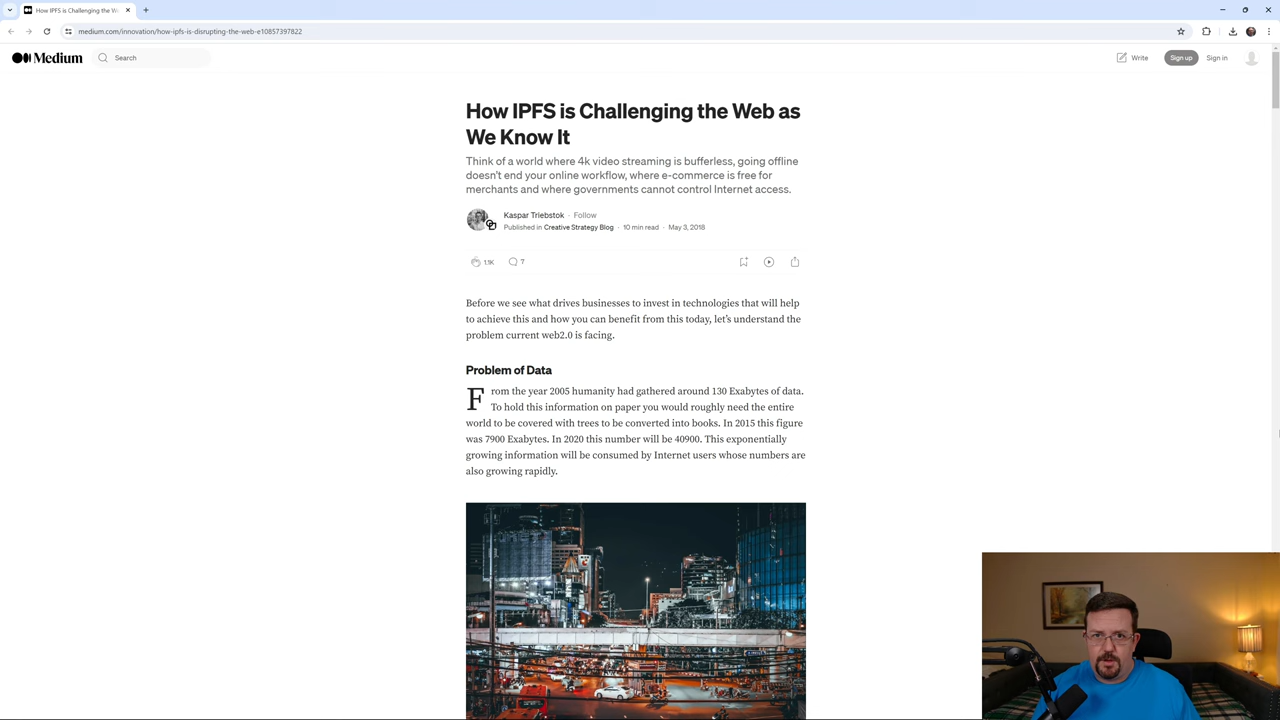 How IPFS is Challenging the We
medium.com/innovation/how-ipfs-is-disrupting-the-web-e10857397822
Medium
Search
Write
Sign up
Sign in
How IPFS is Challenging the Web as
We Know It
Think of a world where 4k video streaming is bufferless, going offline
doesn't end your online workflow, where e-commerce is free for
merchants and where governments cannot control Internet access.
Kaspar Triebstok · Follow
Published in Creative Strategy Blog · 10 min read · May 3, 2018
1.1K
7
Before we see what drives businesses to invest in technologies that will help
to achieve this and how you can benefit from this today, let's understand the
problem current web2.0 is facing.
Problem of Data
From the year 2005 humanity had gathered around 130 Exabytes of data.
To hold this information on paper you would roughly need the entire
world to be covered with trees to be converted into books. In 2015 this figure
was 7900 Exabytes. In 2020 this number will be 40900. This exponentially
growing information will be consumed by Internet users whose numbers are
also growing rapidly.